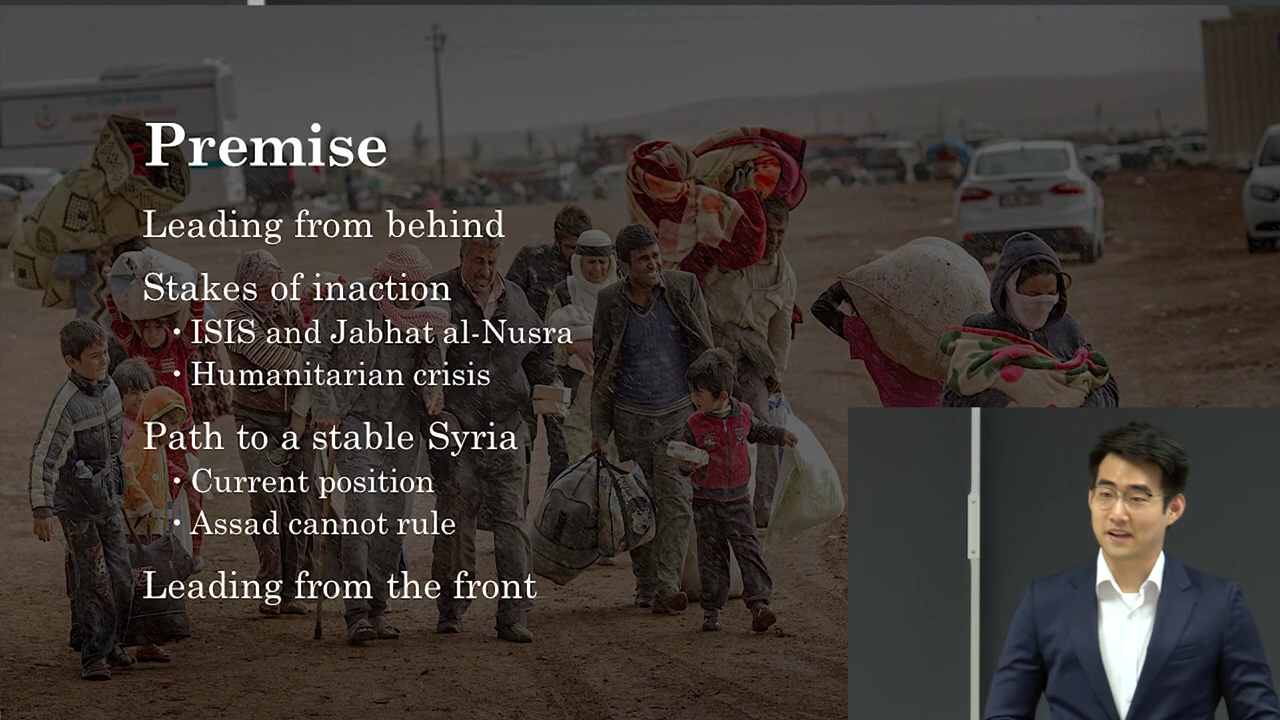 Premise
Leading from behind
Stakes of inaction
• ISIS and Jabhat al-Nusra
• Humanitarian crisis
Path to a stable Syria
• Current position
• Assad cannot rule
Leading from the front